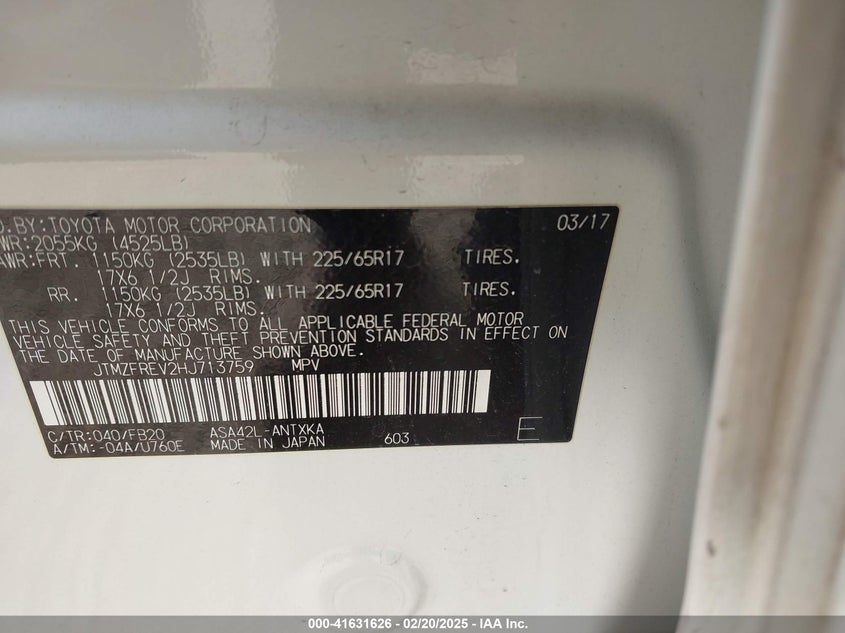 D.BY:TOYOTA MOTOR CORPORATION 03/17
WR:2055KG (4525LB)
AWR:FRT. 1150KG (2535LB) WITH 225/65R17 TIRES.
17X6 1/2J RIMS.
RR. 1150KG (2535LB) WITH 225/65R17 TIRES.
17X6 1/2J RIMS.
THIS VEHICLE CONFORMS TO ALL APPLICABLE FEDERAL MOTOR
VEHICLE SAFETY AND THEFT PREVENTION STANDARDS IN EFFECT ON
THE DATE OF MANUFACTURE SHOWN ABOVE.
JTMZFREV2HJ713759 MPV
C/TR:040/FB20 ASA42L-ANTXKA
A/TM:-04A/U760E MADE IN JAPAN 603 E
000-41631626 - 02/20/2025 - IAA Inc.